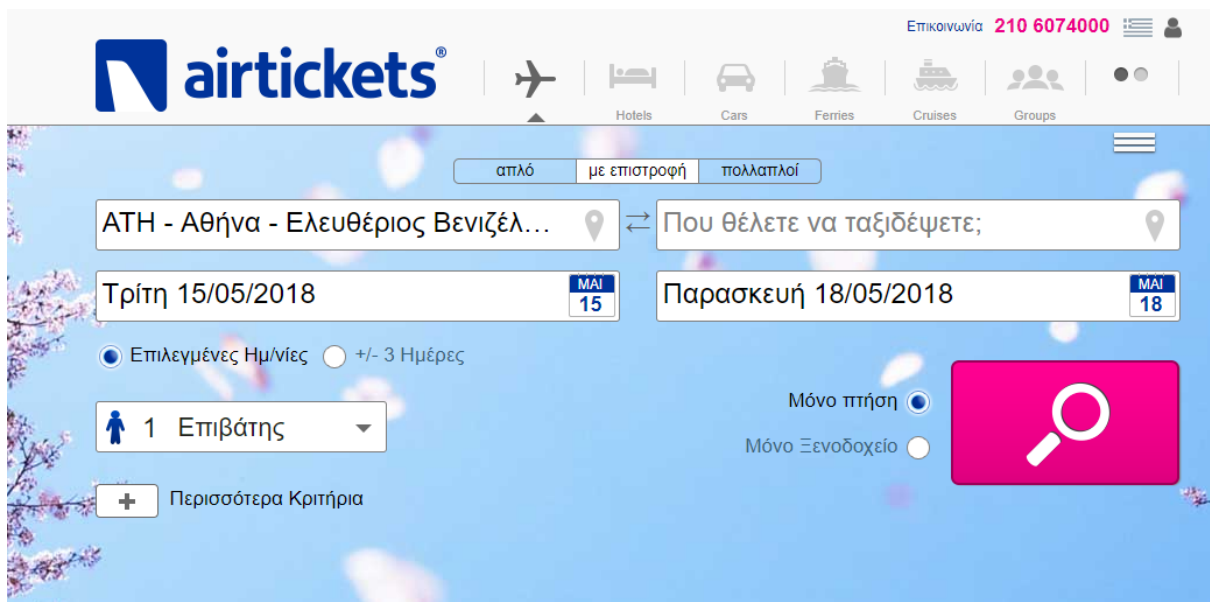 Επικοινωνία 210 6074000
airtickets®
Hotels Cars Ferries Cruises Groups
απλό με επιστροφή πολλαπλοί
ATH - Αθήνα - Ελευθέριος Βενιζέλ... Που θέλετε να ταξιδέψετε;
Τρίτη 15/05/2018 ΜΑΙ 15 Παρασκευή 18/05/2018 ΜΑΙ 18
Επιλεγμένες Ημ/νίες +/- 3 Ημέρες
Μόνο πτήση
1 Επιβάτης
Μόνο Ξενοδοχείο
+ Περισσότερα Κριτήρια